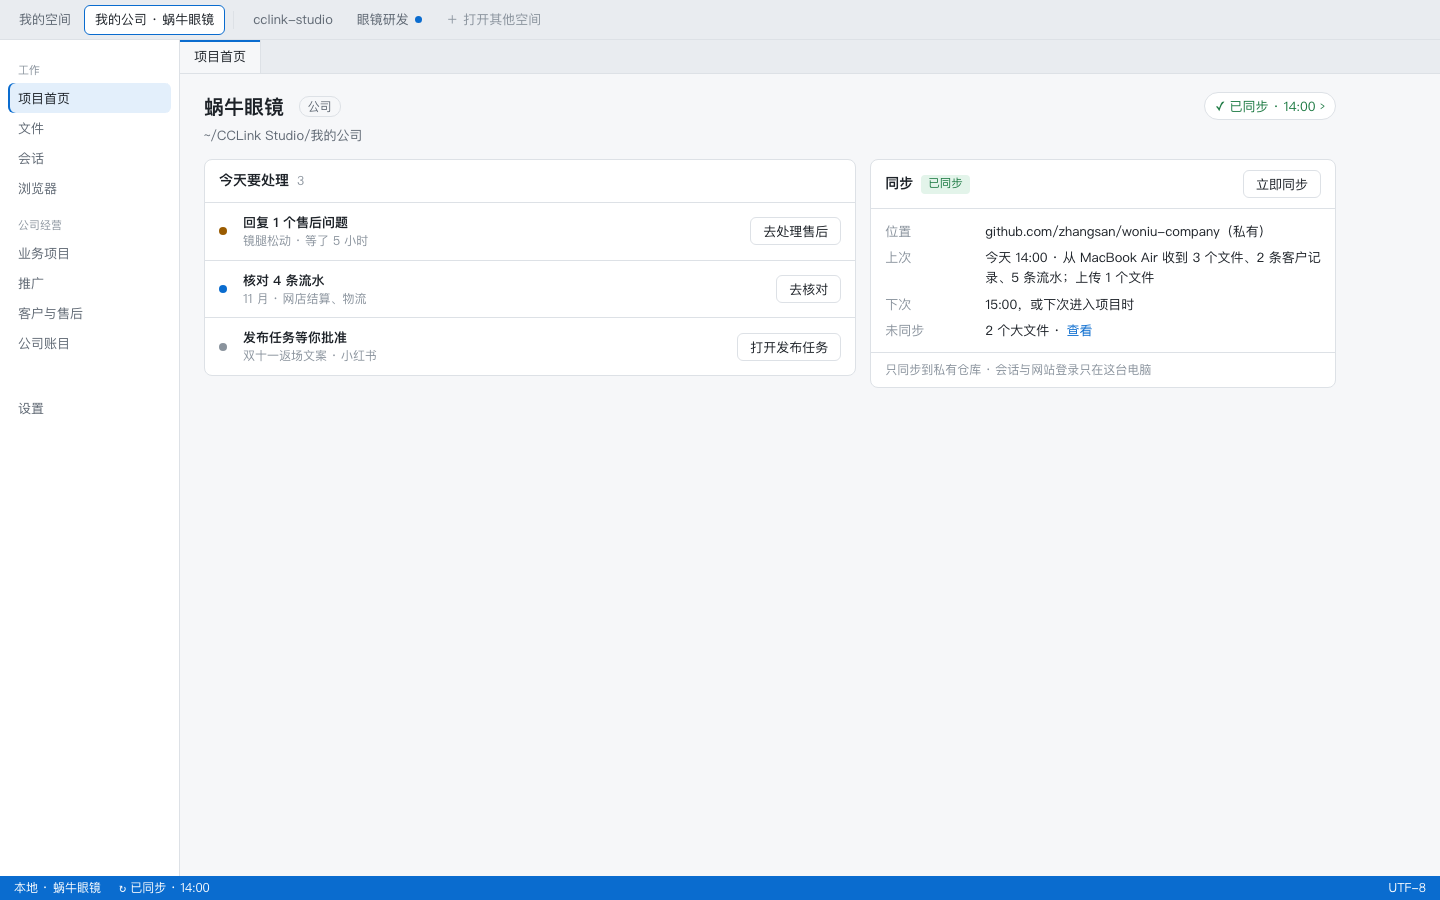 我的空间
我的公司 · 蜗牛眼镜
cclink-studio
眼镜研发
+ 打开其他空间
工作
项目首页
文件
会话
浏览器
公司经营
业务项目
推广
客户与售后
公司账目
设置
项目首页
蜗牛眼镜
公司
~/CCLink Studio/我的公司
✓ 已同步 · 14:00 ›
今天要处理 3
回复 1 个售后问题
镜腿松动 · 等了 5 小时
去处理售后
核对 4 条流水
11 月 · 网店结算、物流
去核对
发布任务等你批准
双十一返场文案 · 小红书
打开发布任务
同步 已同步
立即同步
位置 github.com/zhangsan/woniu-company（私有）
上次 今天 14:00 · 从 MacBook Air 收到 3 个文件、2 条客户记
录、5 条流水；上传 1 个文件
下次 15:00，或下次进入项目时
未同步 2 个大文件 · 查看
只同步到私有仓库 · 会话与网站登录只在这台电脑
本地 · 蜗牛眼镜
↻ 已同步 · 14:00
UTF-8